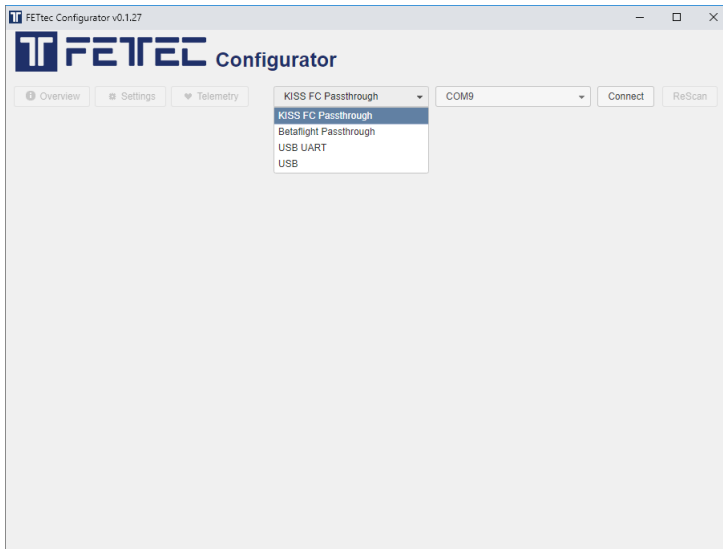 FETtec Configurator v0.1.27
FETTEC Configurator
Overview Settings Telemetry KISS FC Passthrough COM9 Connect ReScan
KISS FC Passthrough
Betaflight Passthrough
USB UART
USB